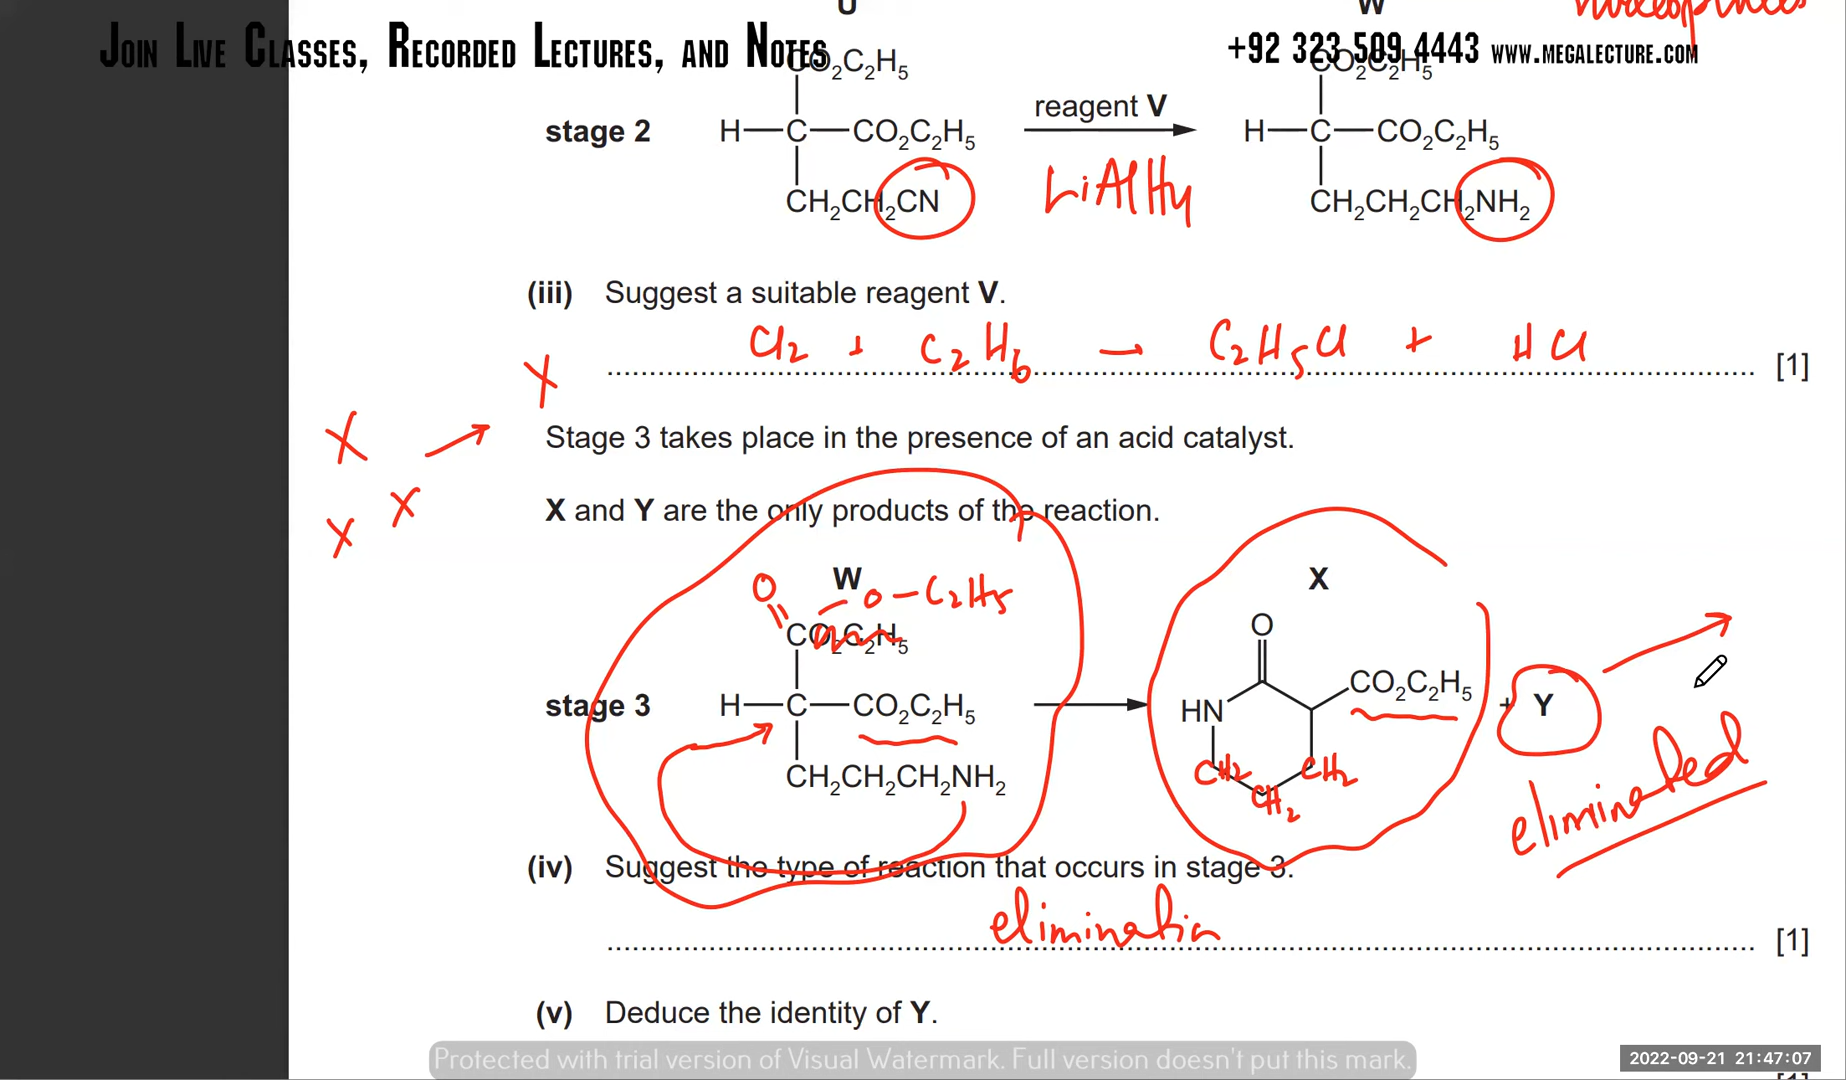 U W nucleophiles
JOIN LIVE CLASSES, RECORDED LECTURES, AND NOTES +92 323 509 4443 WWW.MEGALECTURE.COM
CO₂C₂H₅ CO₂C₂H₅
reagent V
stage 2 H—C—CO₂C₂H₅ H—C—CO₂C₂H₅
LiAlH4
CH₂CH₂CN CH₂CH₂CH₂NH₂
(iii) Suggest a suitable reagent V.
Cl2 + C2H6 → C2H5Cl + HCl
X [1]
X
Stage 3 takes place in the presence of an acid catalyst.
X X
X and Y are the only products of the reaction.
W X
O O-C2H5
CO₂C₂H₅ O
CO₂C₂H₅
stage 3 H—C—CO₂C₂H₅ HN + Y
CH₂CH₂CH₂NH₂ CH2 CH2 CH2
eliminated
(iv) Suggest the type of reaction that occurs in stage 3.
elimination
[1]
(v) Deduce the identity of Y.
Protected with trial version of Visual Watermark. Full version doesn't put this mark.
2022-09-21 21:47:07